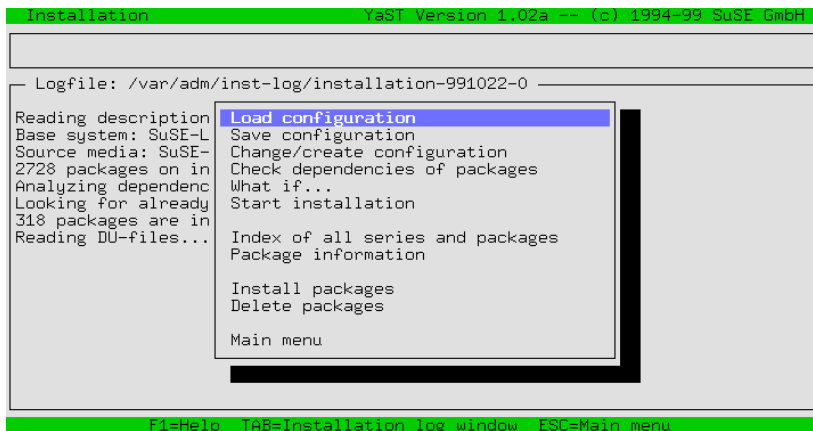 Installation YaST Version 1.02a -- (c) 1994-99 SuSE GmbH
Logfile: /var/adm/inst-log/installation-991022-0
Reading description
Base system: SuSE-L
Source media: SuSE-
2728 packages on in
Analyzing dependenc
Looking for already
318 packages are in
Reading DU-files...
Load configuration
Save configuration
Change/create configuration
Check dependencies of packages
What if...
Start installation
Index of all series and packages
Package information
Install packages
Delete packages
Main menu
F1=Help TAB=Installation log window ESC=Main menu